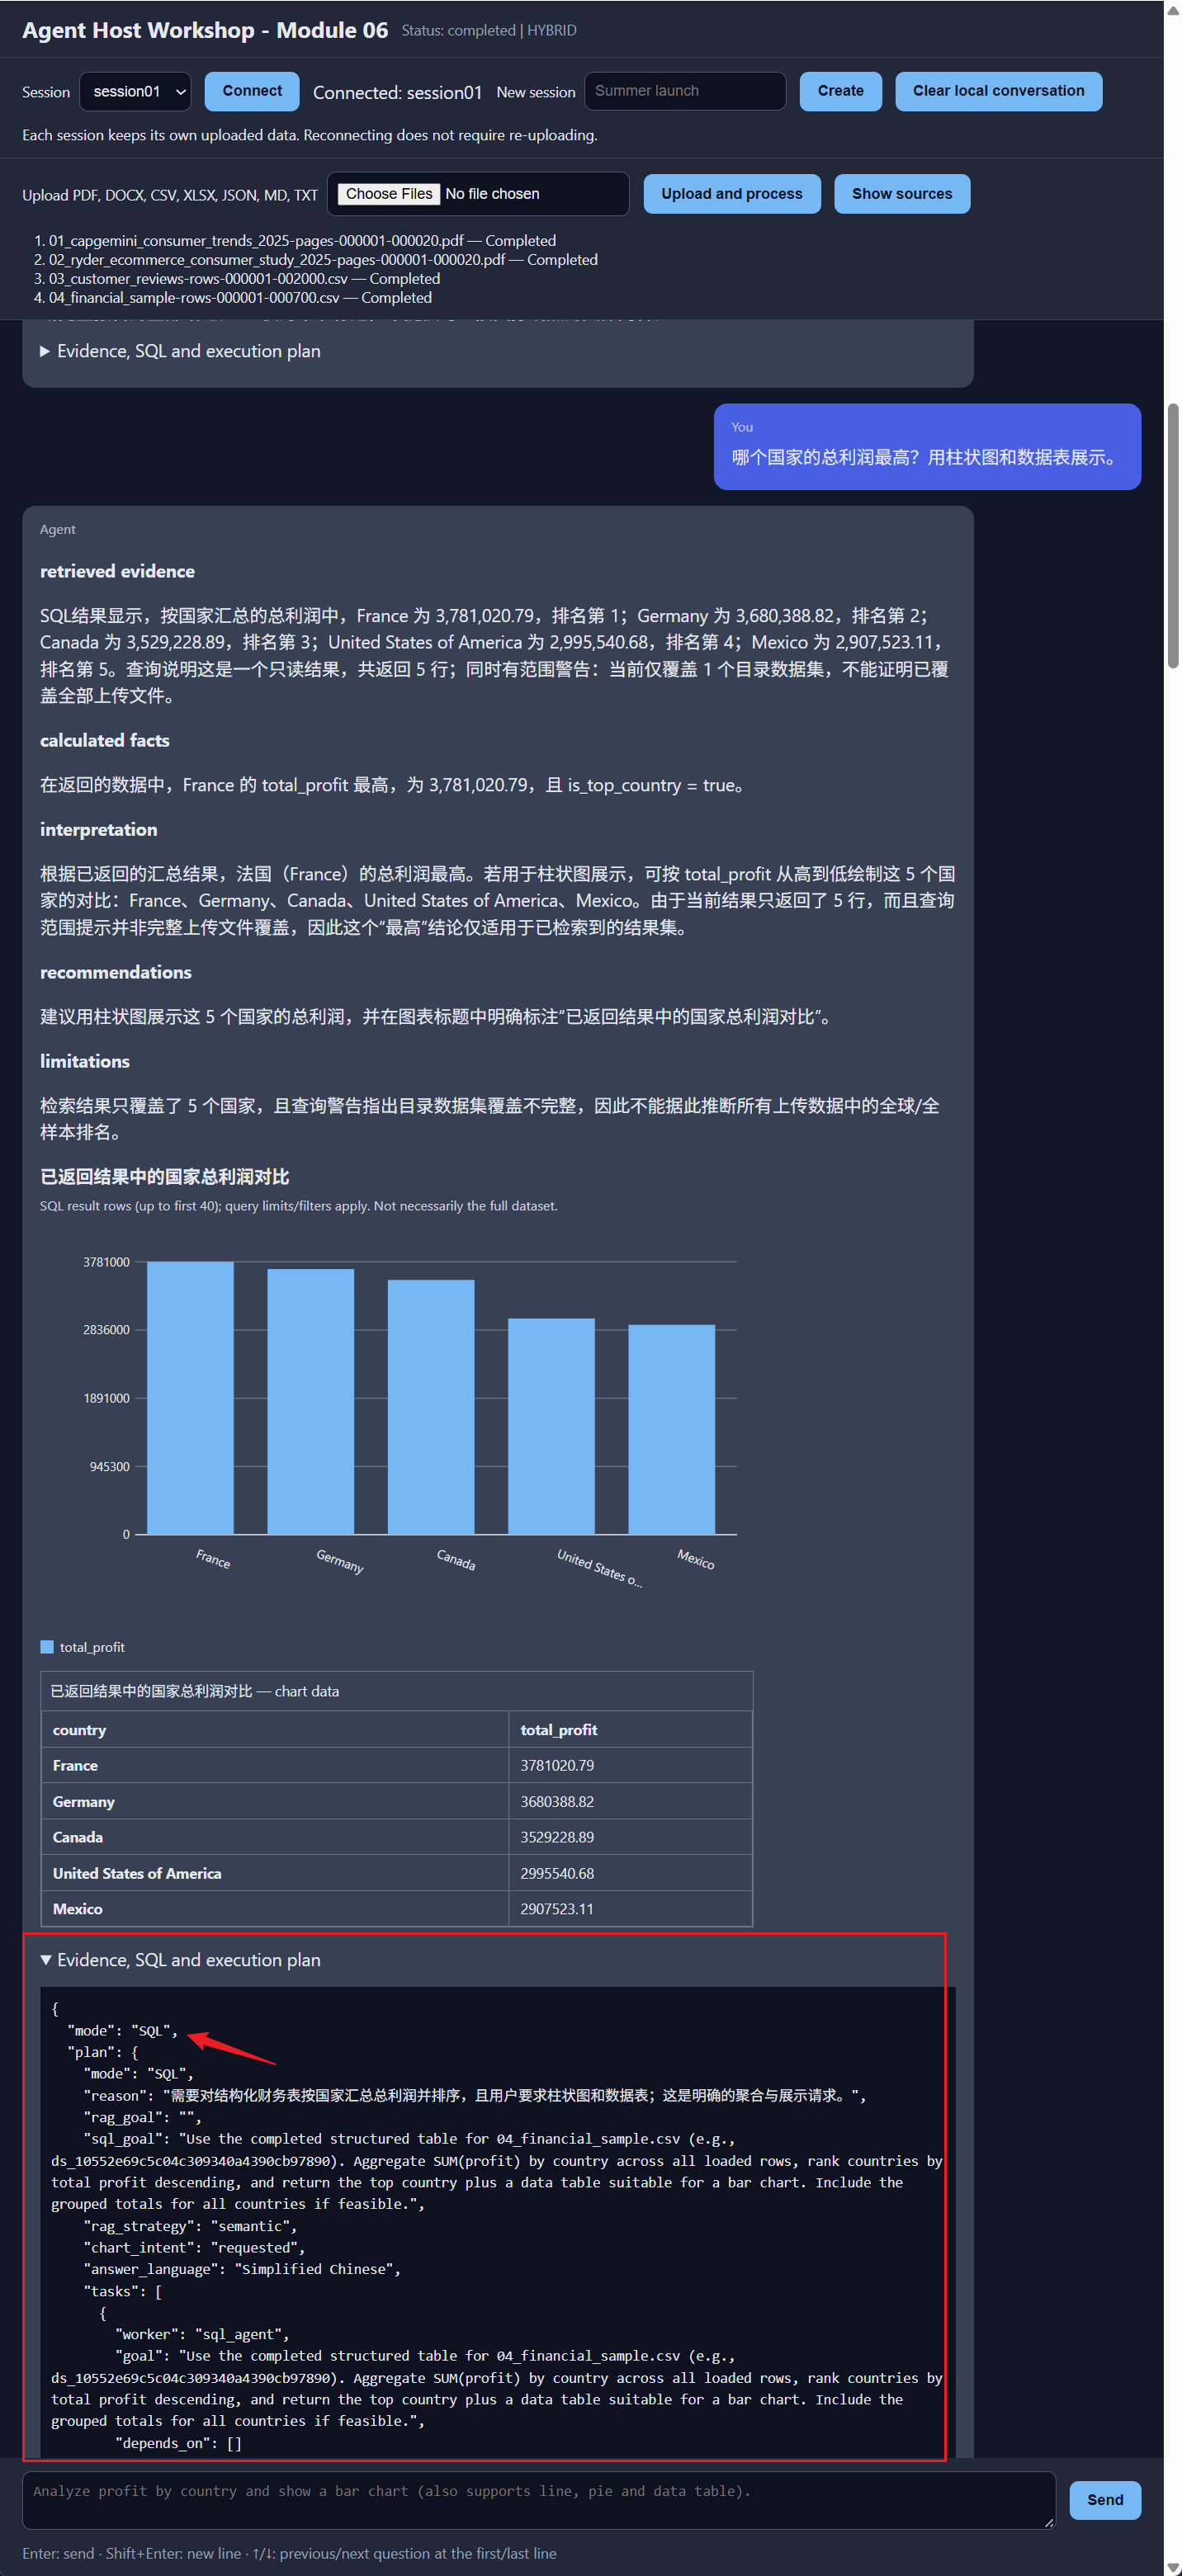 Agent Host Workshop - Module 06 Status: completed | HYBRID
Session session01 Connect Connected: session01 New session Summer launch Create Clear local conversation
Each session keeps its own uploaded data. Reconnecting does not require re-uploading.
Upload PDF, DOCX, CSV, XLSX, JSON, MD, TXT Choose Files No file chosen Upload and process Show sources
1. 01_capgemini_consumer_trends_2025-pages-000001-000020.pdf — Completed
2. 02_ryder_ecommerce_consumer_study_2025-pages-000001-000020.pdf — Completed
3. 03_customer_reviews-rows-000001-002000.csv — Completed
4. 04_financial_sample-rows-000001-000700.csv — Completed
▶ Evidence, SQL and execution plan
You
哪个国家的总利润最高？用柱状图和数据表展示。
Agent
retrieved evidence
SQL结果显示，按国家汇总的总利润中，France 为 3,781,020.79，排名第 1；Germany 为 3,680,388.82，排名第 2；
Canada 为 3,529,228.89，排名第 3；United States of America 为 2,995,540.68，排名第 4；Mexico 为 2,907,523.11，
排名第 5。查询说明这是一个只读结果，共返回 5 行；同时有范围警告：当前仅覆盖 1 个目录数据集，不能证明已覆
盖全部上传文件。
calculated facts
在返回的数据中，France 的 total_profit 最高，为 3,781,020.79，且 is_top_country = true。
interpretation
根据已返回的汇总结果，法国（France）的总利润最高。若用于柱状图展示，可按 total_profit 从高到低绘制这 5 个国
家的对比：France、Germany、Canada、United States of America、Mexico。由于当前结果只返回了 5 行，而且查询
范围提示并非完整上传文件覆盖，因此这个“最高”结论仅适用于已检索到的结果集。
recommendations
建议用柱状图展示这 5 个国家的总利润，并在图表标题中明确标注“已返回结果中的国家总利润对比”。
limitations
检索结果只覆盖了 5 个国家，且查询警告指出目录数据集覆盖不完整，因此不能据此推断所有上传数据中的全球/全
样本排名。
已返回结果中的国家总利润对比
SQL result rows (up to first 40); query limits/filters apply. Not necessarily the full dataset.
3781000
2836000
1891000
945300
0
France Germany Canada United States o... Mexico
total_profit
已返回结果中的国家总利润对比 — chart data
country total_profit
France 3781020.79
Germany 3680388.82
Canada 3529228.89
United States of America 2995540.68
Mexico 2907523.11
▼ Evidence, SQL and execution plan
{
"mode": "SQL",
"plan": {
"mode": "SQL",
"reason": "需要对结构化财务表按国家汇总总利润并排序，且用户要求柱状图和数据表；这是明确的聚合与展示请求。",
"rag_goal": "",
"sql_goal": "Use the completed structured table for 04_financial_sample.csv (e.g.,
ds_10552e69c5c04c309340a4390cb97890). Aggregate SUM(profit) by country across all loaded rows, rank countries by
total profit descending, and return the top country plus a data table suitable for a bar chart. Include the
grouped totals for all countries if feasible.",
"rag_strategy": "semantic",
"chart_intent": "requested",
"answer_language": "Simplified Chinese",
"tasks": [
{
"worker": "sql_agent",
"goal": "Use the completed structured table for 04_financial_sample.csv (e.g.,
ds_10552e69c5c04c309340a4390cb97890). Aggregate SUM(profit) by country across all loaded rows, rank countries by
total profit descending, and return the top country plus a data table suitable for a bar chart. Include the
grouped totals for all countries if feasible.",
"depends_on": []
Analyze profit by country and show a bar chart (also supports line, pie and data table).
Send
Enter: send · Shift+Enter: new line · ↑/↓: previous/next question at the first/last line